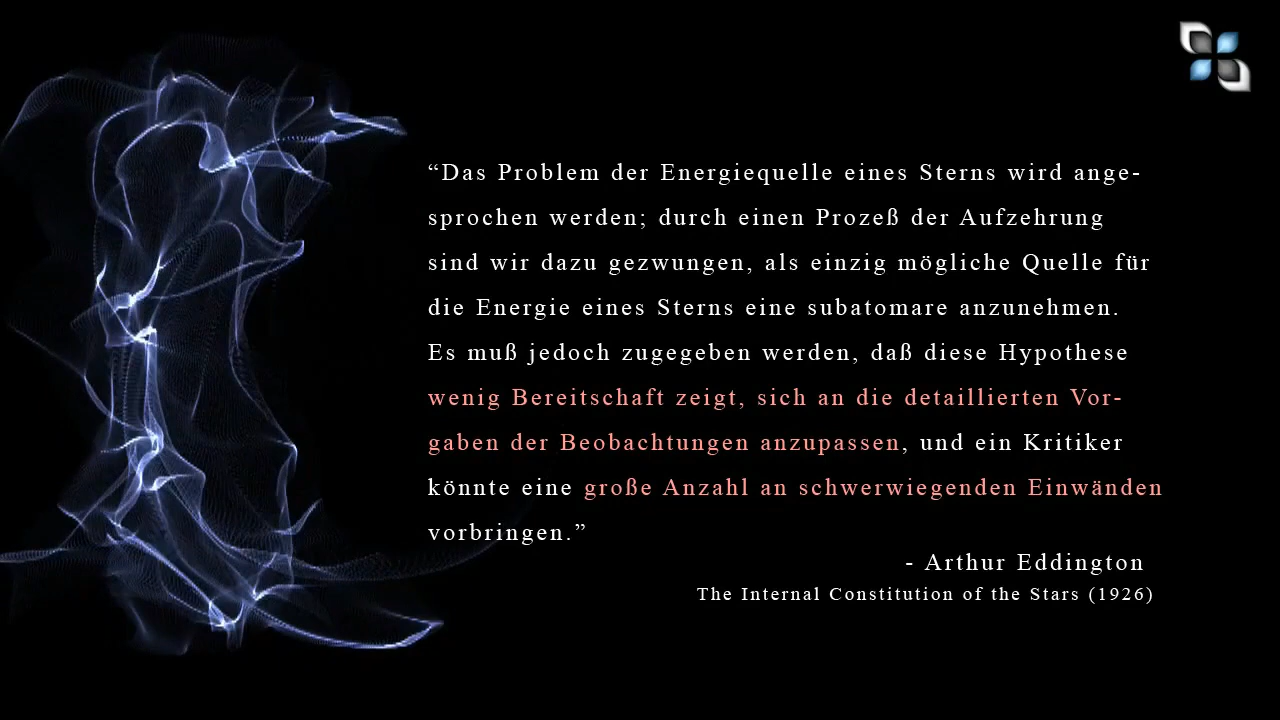 “Das Problem der Energiequelle eines Sterns wird ange-
sprochen werden; durch einen Prozeß der Aufzehrung
sind wir dazu gezwungen, als einzig mögliche Quelle für
die Energie eines Sterns eine subatomare anzunehmen.
Es muß jedoch zugegeben werden, daß diese Hypothese
wenig Bereitschaft zeigt, sich an die detaillierten Vor-
gaben der Beobachtungen anzupassen, und ein Kritiker
könnte eine große Anzahl an schwerwiegenden Einwänden
vorbringen.”
- Arthur Eddington
The Internal Constitution of the Stars (1926)